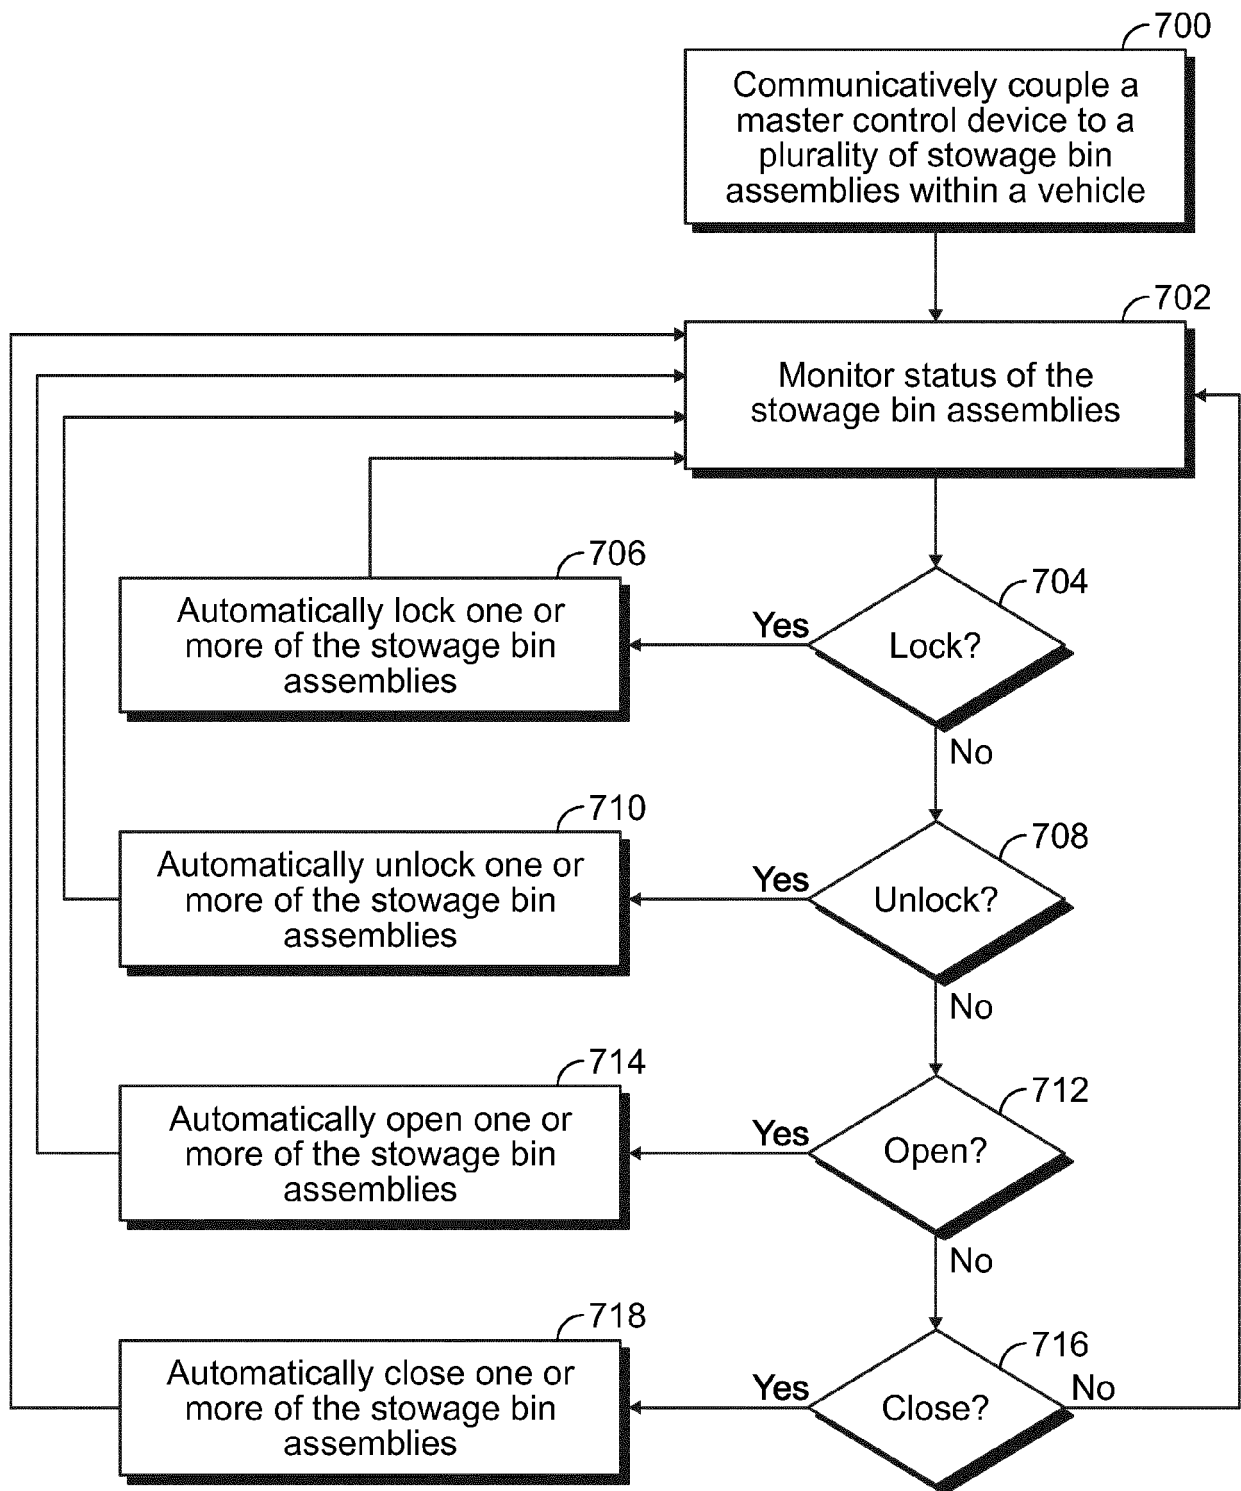 700
Communicatively couple a
master control device to a
plurality of stowage bin
assemblies within a vehicle
702
Monitor status of the
stowage bin assemblies
706
Automatically lock one or
more of the stowage bin
assemblies
704
Yes
Lock?
No
710
Automatically unlock one or
more of the stowage bin
assemblies
708
Yes
Unlock?
No
714
Automatically open one or
more of the stowage bin
assemblies
712
Yes
Open?
No
718
Automatically close one or
more of the stowage bin
assemblies
716
Yes
Close?
No